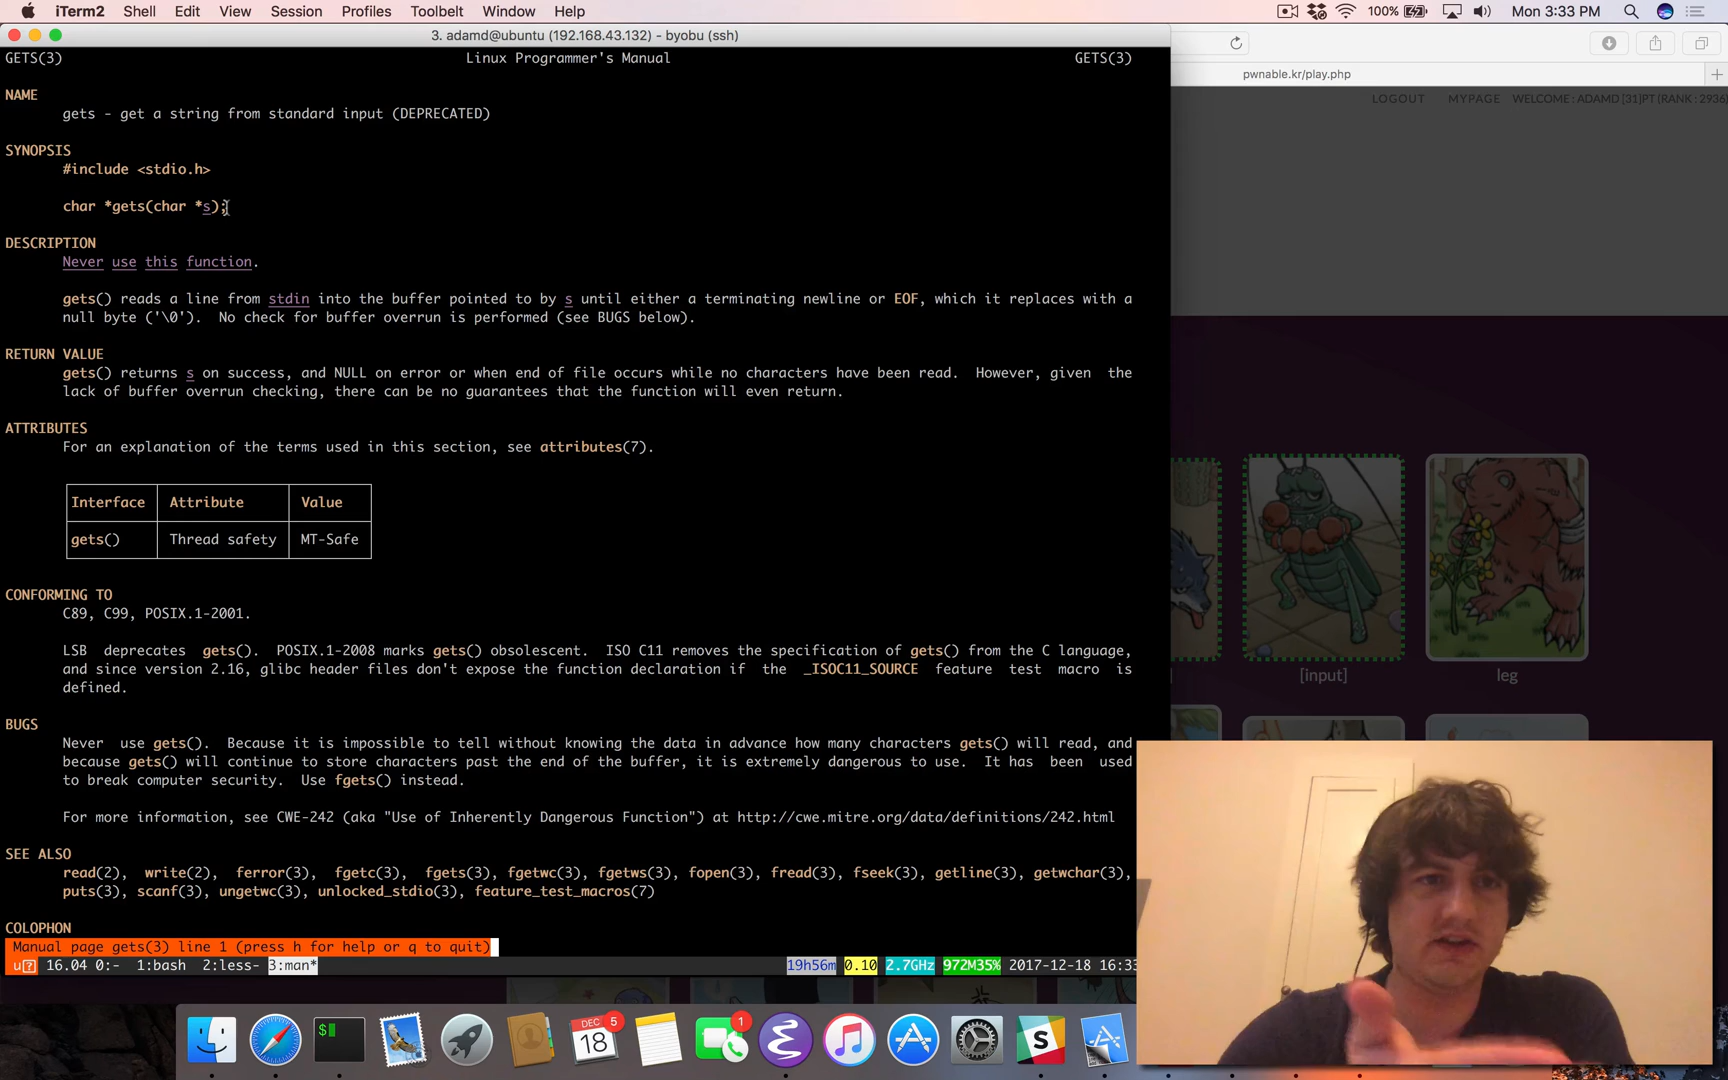 iTerm2 Shell Edit View Session Profiles Toolbelt Window Help 100% Mon 3:33 PM
3. adamd@ubuntu (192.168.43.132) - byobu (ssh)
GETS(3) Linux Programmer's Manual GETS(3)
pwnable.kr/play.php
LOGOUT MYPAGE WELCOME : ADAMD [31]PT (RANK : 2936
NAME
gets - get a string from standard input (DEPRECATED)
SYNOPSIS
#include <stdio.h>
char *gets(char *s);
DESCRIPTION
Never use this function.
gets() reads a line from stdin into the buffer pointed to by s until either a terminating newline or EOF, which it replaces with a
null byte ('\0'). No check for buffer overrun is performed (see BUGS below).
RETURN VALUE
gets() returns s on success, and NULL on error or when end of file occurs while no characters have been read. However, given the
lack of buffer overrun checking, there can be no guarantees that the function will even return.
ATTRIBUTES
For an explanation of the terms used in this section, see attributes(7).
Interface Attribute Value
gets() Thread safety MT-Safe
CONFORMING TO
C89, C99, POSIX.1-2001.
LSB deprecates gets(). POSIX.1-2008 marks gets() obsolescent. ISO C11 removes the specification of gets() from the C language,
and since version 2.16, glibc header files don't expose the function declaration if the _ISOC11_SOURCE feature test macro is
defined.
[input] leg
BUGS
Never use gets(). Because it is impossible to tell without knowing the data in advance how many characters gets() will read, and
because gets() will continue to store characters past the end of the buffer, it is extremely dangerous to use. It has been used
to break computer security. Use fgets() instead.
For more information, see CWE-242 (aka "Use of Inherently Dangerous Function") at http://cwe.mitre.org/data/definitions/242.html
SEE ALSO
read(2), write(2), ferror(3), fgetc(3), fgets(3), fgetwc(3), fgetws(3), fopen(3), fread(3), fseek(3), getline(3), getwchar(3),
puts(3), scanf(3), ungetwc(3), unlocked_stdio(3), feature_test_macros(7)
COLOPHON
Manual page gets(3) line 1 (press h for help or q to quit)
u? 16.04 0:- 1:bash 2:less- 3:man* 19h56m 0.10 2.7GHz 972M35% 2017-12-18 16:33
DEC 5 1
18
$ S